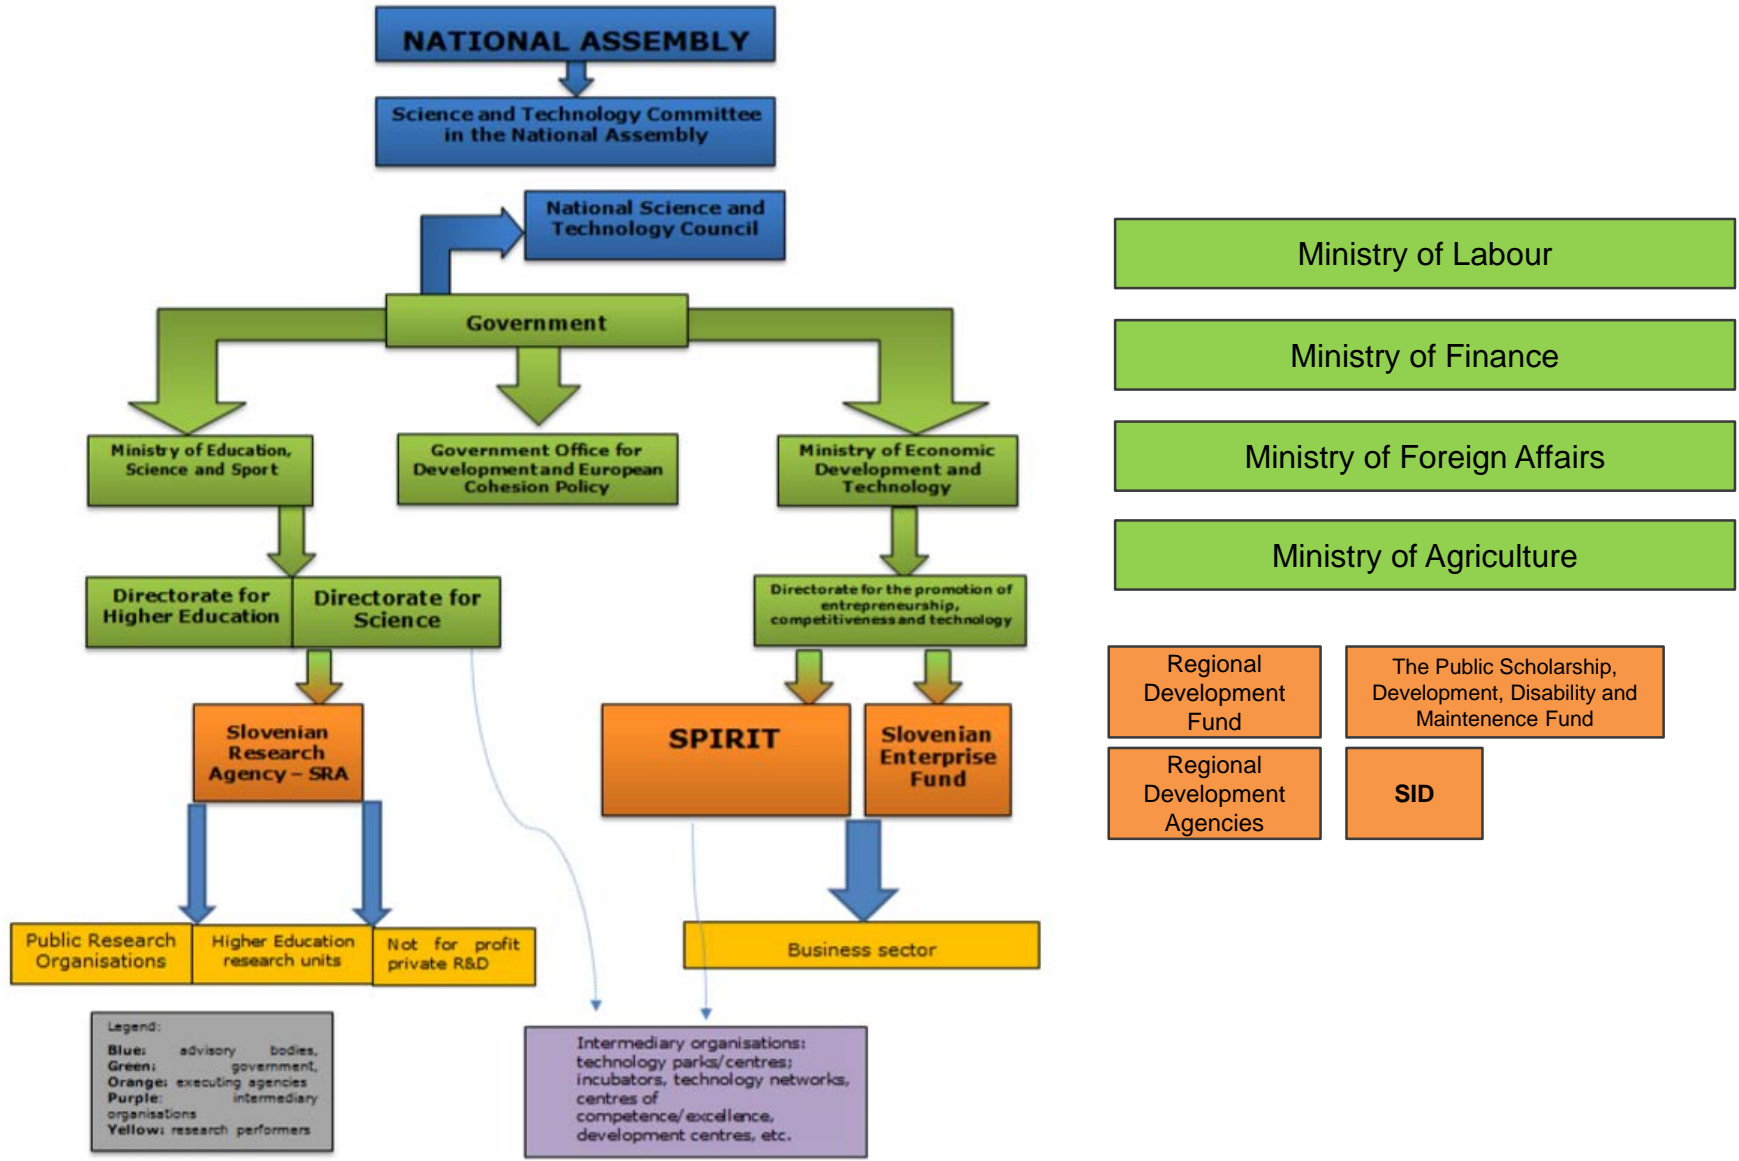 NATIONAL ASSEMBLY
Science and Technology Committee
in the National Assembly
National Science and
Technology Council
Government
Ministry of Education,
Science and Sport
Government Office for
Development and European
Cohesion Policy
Ministry of Economic
Development and
Technology
Directorate for
Higher Education
Directorate for
Science
Directorate for the promotion of
entrepreneurship,
competitiveness and technology
Slovenian
Research
Agency – SRA
SPIRIT
Slovenian
Enterprise
Fund
Public Research
Organisations
Higher Education
research units
Not for profit
private R&D
Business sector
Legend:
Blue: advisory bodies,
Green: government,
Orange: executing agencies
Purple: intermediary
organisations
Yellow: research performers
Intermediary organisations:
technology parks/centres;
incubators, technology networks,
centres of
competence/excellence,
development centres, etc.
Ministry of Labour
Ministry of Finance
Ministry of Foreign Affairs
Ministry of Agriculture
Regional
Development
Fund
The Public Scholarship,
Development, Disability and
Maintenence Fund
Regional
Development
Agencies
SID